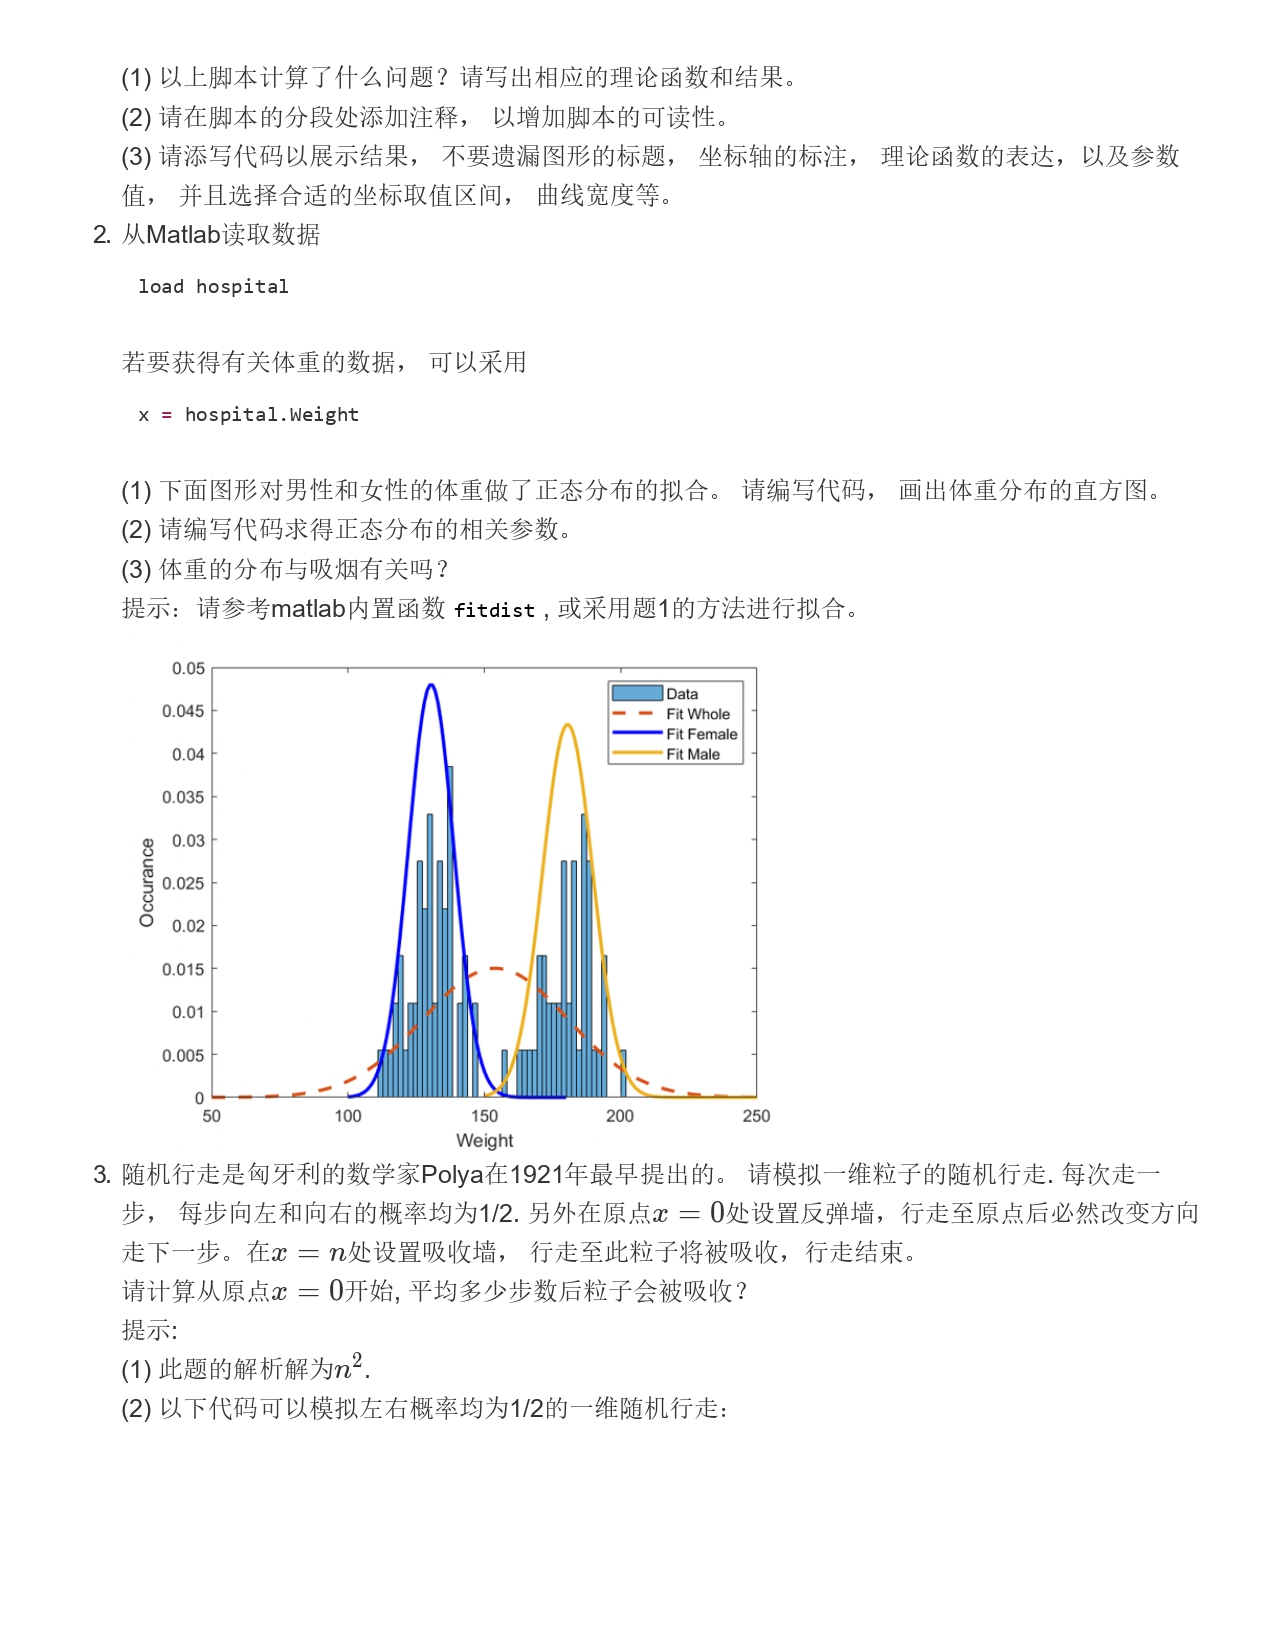 (1) 以上脚本计算了什么问题？请写出相应的理论函数和结果。
(2) 请在脚本的分段处添加注释， 以增加脚本的可读性。
(3) 请添写代码以展示结果， 不要遗漏图形的标题， 坐标轴的标注， 理论函数的表达，以及参数
值， 并且选择合适的坐标取值区间， 曲线宽度等。
2. 从Matlab读取数据
load hospital
若要获得有关体重的数据， 可以采用
x = hospital.Weight
(1) 下面图形对男性和女性的体重做了正态分布的拟合。 请编写代码， 画出体重分布的直方图。
(2) 请编写代码求得正态分布的相关参数。
(3) 体重的分布与吸烟有关吗？
提示：请参考matlab内置函数 fitdist , 或采用题1的方法进行拟合。
0.05
0.045
0.04
0.035
0.03
0.025
0.02
0.015
0.01
0.005
0
Occurance
Data
Fit Whole
Fit Female
Fit Male
50 100 150 200 250
Weight
3. 随机行走是匈牙利的数学家Polya在1921年最早提出的。 请模拟一维粒子的随机行走. 每次走一
步， 每步向左和向右的概率均为1/2. 另外在原点x = 0处设置反弹墙，行走至原点后必然改变方向
走下一步。在x = n处设置吸收墙， 行走至此粒子将被吸收，行走结束。
请计算从原点x = 0开始, 平均多少步数后粒子会被吸收？
提示:
(1) 此题的解析解为n².
(2) 以下代码可以模拟左右概率均为1/2的一维随机行走：